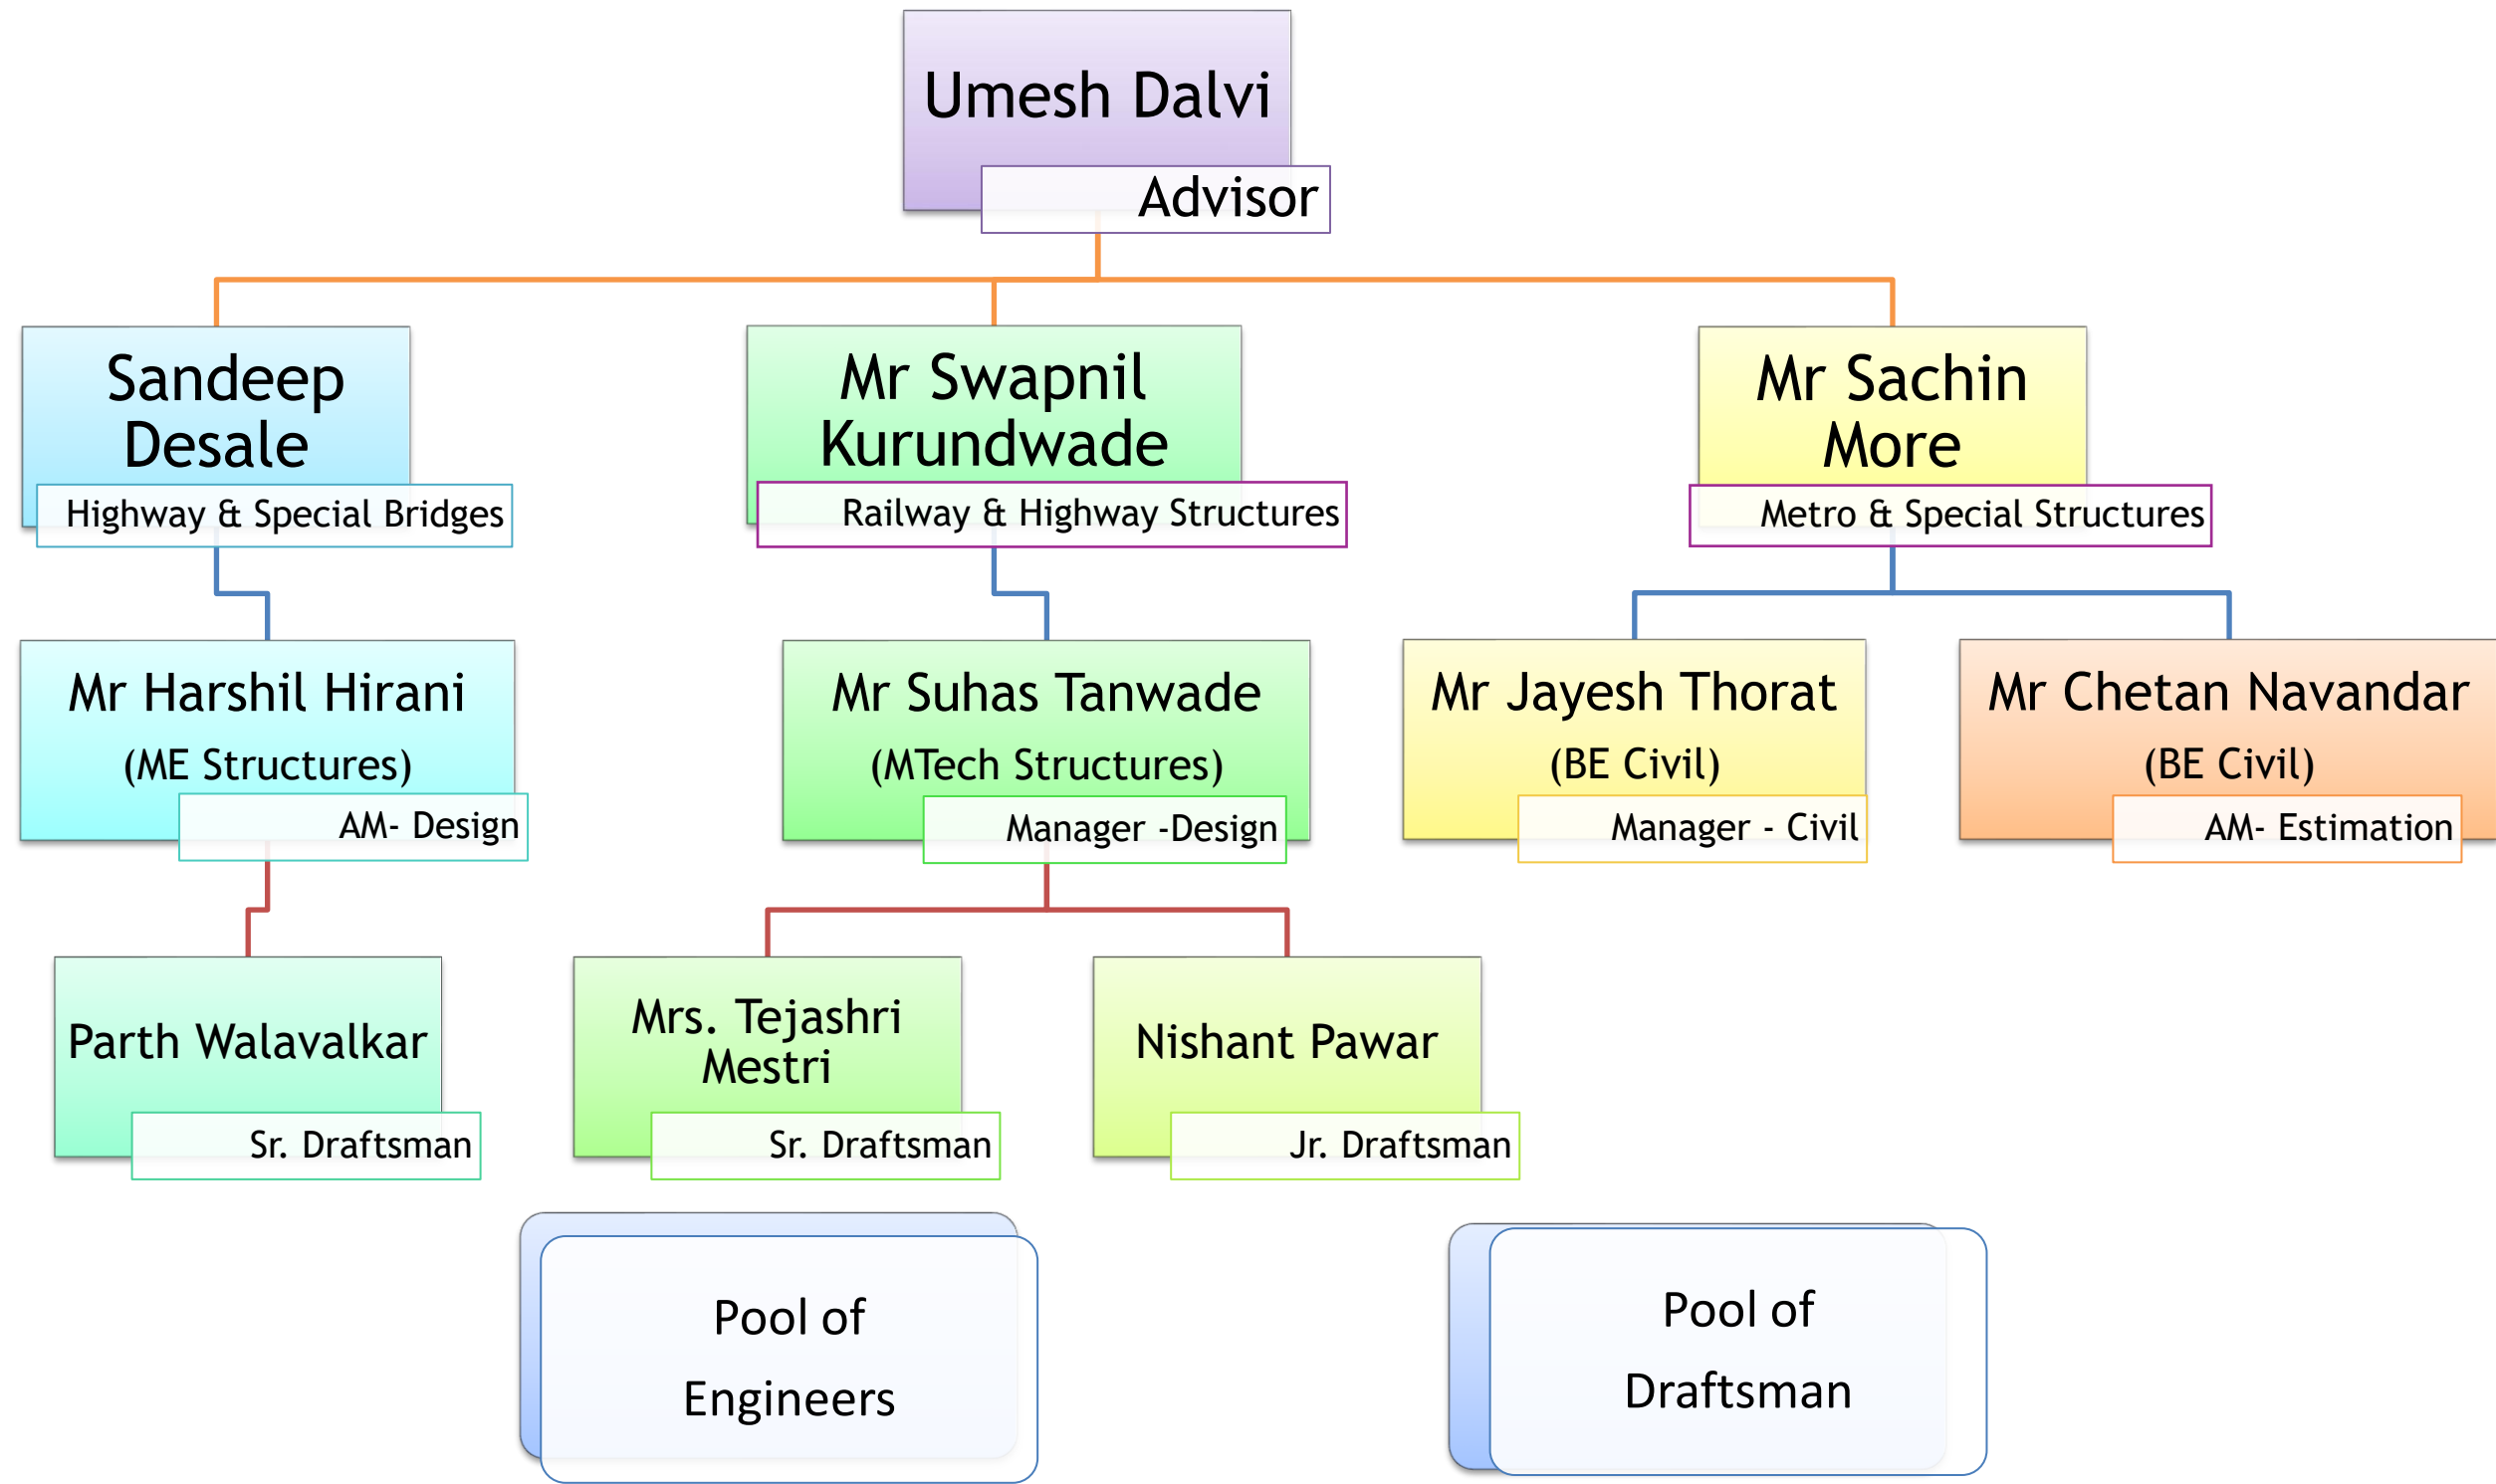 Umesh Dalvi
Advisor
Sandeep
Desale
Highway & Special Bridges
Mr Swapnil
Kurundwade
Railway & Highway Structures
Mr Sachin
More
Metro & Special Structures
Mr Harshil Hirani
(ME Structures)
AM- Design
Mr Suhas Tanwade
(MTech Structures)
Manager -Design
Mr Jayesh Thorat
(BE Civil)
Manager - Civil
Mr Chetan Navandar
(BE Civil)
AM- Estimation
Parth Walavalkar
Sr. Draftsman
Mrs. Tejashri
Mestri
Sr. Draftsman
Nishant Pawar
Jr. Draftsman
Pool of
Engineers
Pool of
Draftsman